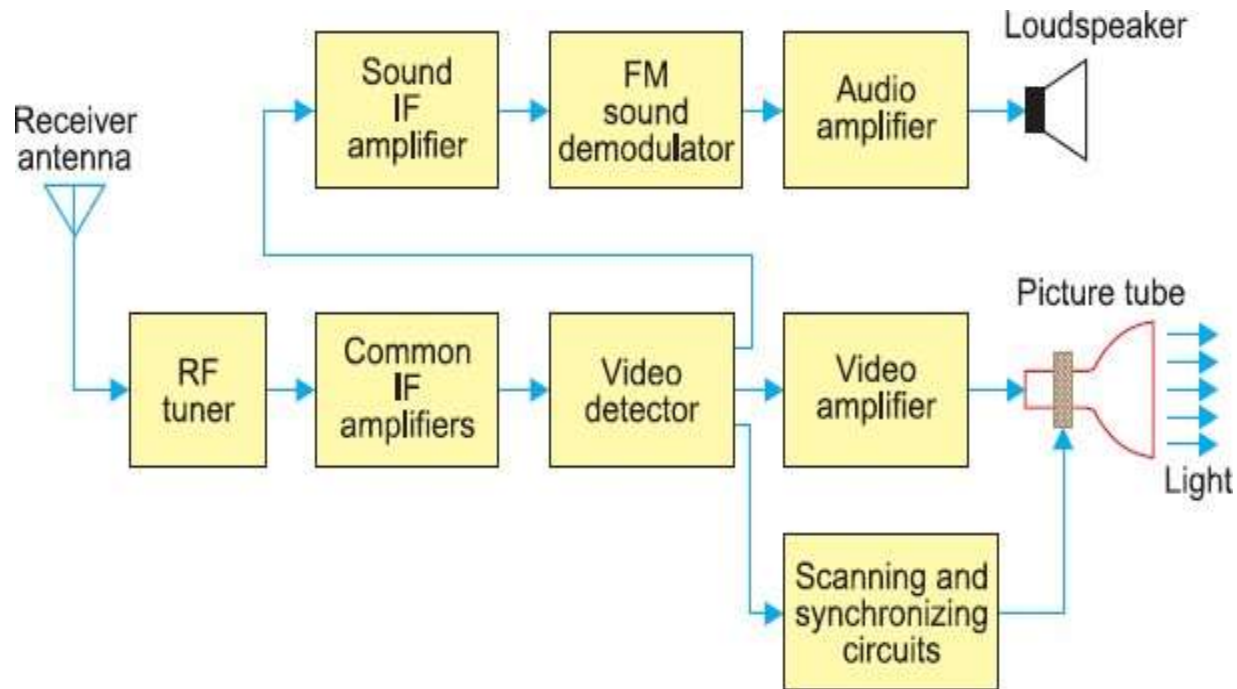 Loudspeaker
Sound
IF
amplifier
FM
sound
demodulator
Audio
amplifier
Receiver
antenna
Picture tube
RF
tuner
Common
IF
amplifiers
Video
detector
Video
amplifier
Light
Scanning and
synchronizing
circuits